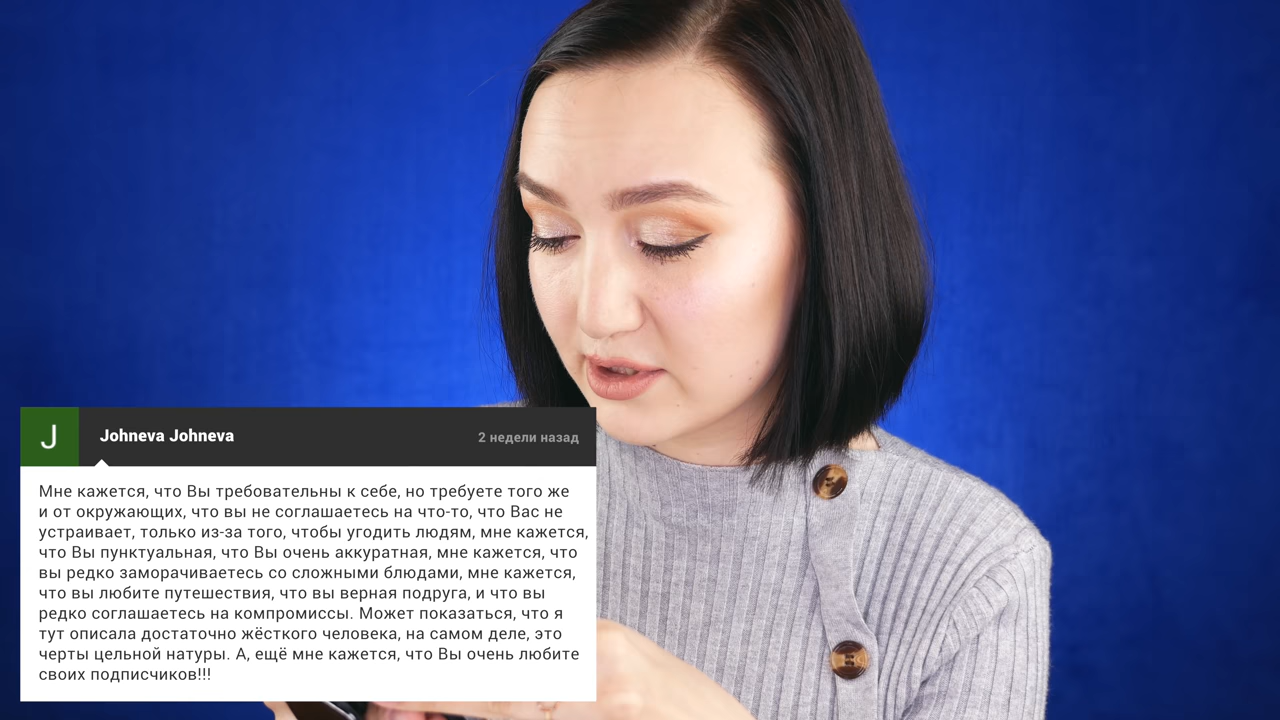 J
Johneva Johneva
2 недели назад
Мне кажется, что Вы требовательны к себе, но требуете того же
и от окружающих, что вы не соглашаетесь на что-то, что Вас не
устраивает, только из-за того, чтобы угодить людям, мне кажется,
что Вы пунктуальная, что Вы очень аккуратная, мне кажется, что
вы редко заморачиваетесь со сложными блюдами, мне кажется,
что вы любите путешествия, что вы верная подруга, и что вы
редко соглашаетесь на компромиссы. Может показаться, что я
тут описала достаточно жёсткого человека, на самом деле, это
черты цельной натуры. А, ещё мне кажется, что Вы очень любите
своих подписчиков!!!